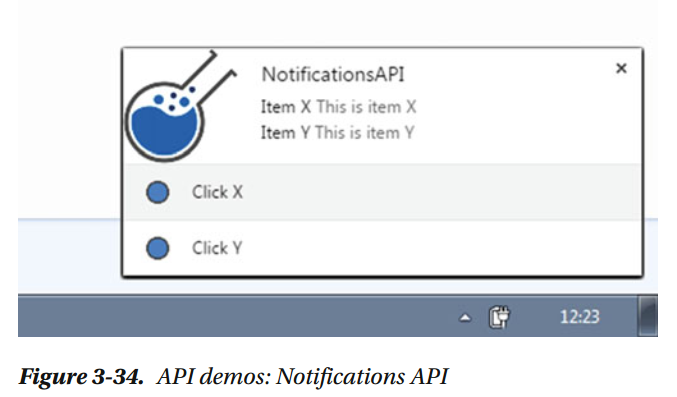 NotificationsAPI
×
Item X This is item X
Item Y This is item Y
Click X
Click Y
12:23
Figure 3-34. API demos: Notifications API